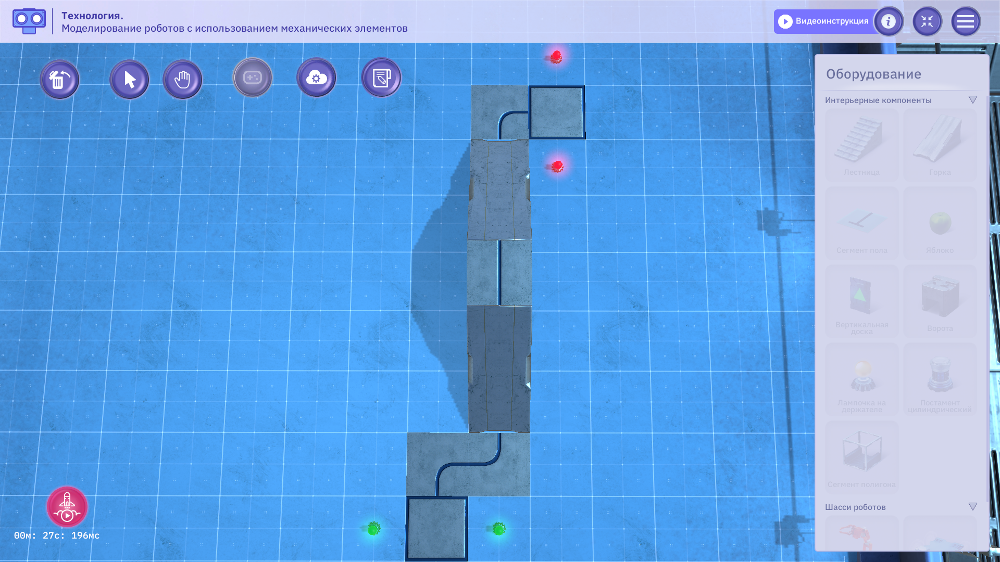 Технология.
Моделирование роботов с использованием механических элементов
Видеоинструкция
Оборудование
Интерьерные компоненты
Лестница
Горка
Сегмент пола
Яблоко
Вертикальная
доска
Ворота
Лампочка на
держателе
Постамент
цилиндрический
Сегмент полигона
Шасси роботов
00м: 27с: 196мс